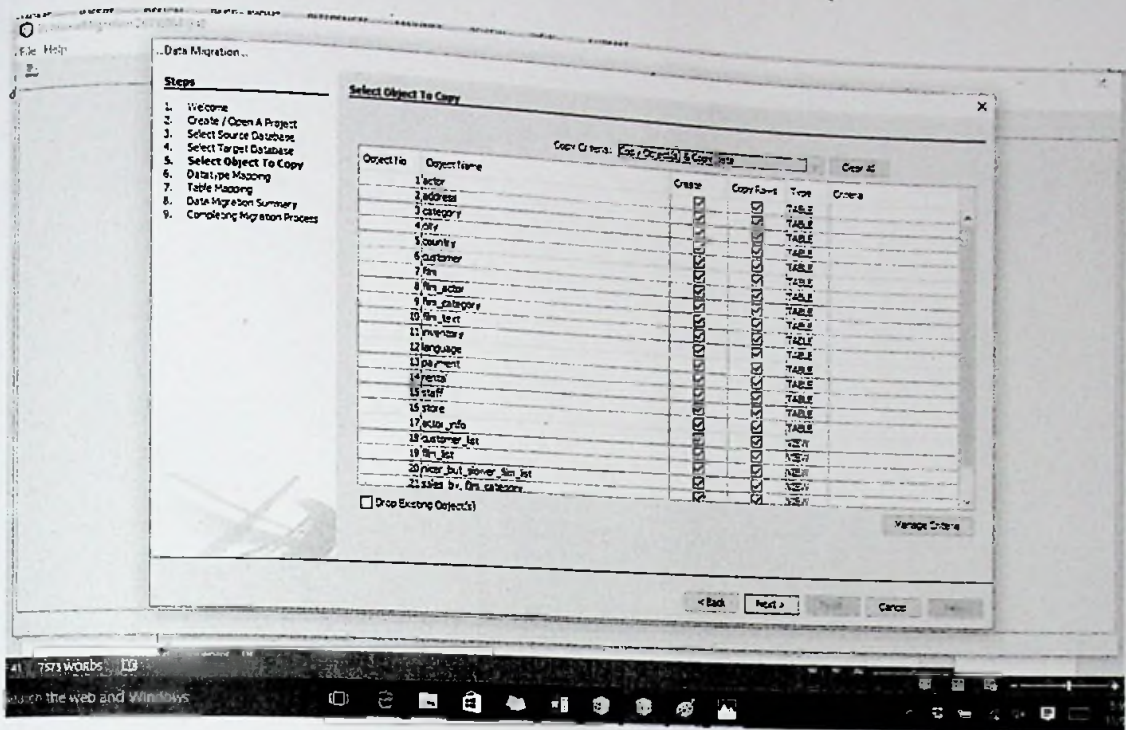 File Help
...Data Migration...
Steps
1. Welcome
2. Create / Open A Project
3. Select Source Database
4. Select Target Database
5. Select Object To Copy
6. Datatype Mapping
7. Table Mapping
8. Data Migration Summary
9. Completing Migration Process
Select Object To Copy
Copy Criteria: Copy Object(s) & Copy Data
Clear All
Object No Object Name Create Copy Rows Type Criteria
1 actor TABLE
2 address TABLE
3 category TABLE
4 city TABLE
5 country TABLE
6 customer TABLE
7 film TABLE
8 film_actor TABLE
9 film_category TABLE
10 film_text TABLE
11 inventory TABLE
12 language TABLE
13 payment TABLE
14 rental TABLE
15 staff TABLE
16 store TABLE
17 actor_info VIEW
18 customer_list VIEW
19 film_list VIEW
20 nicer_but_slower_film_list VIEW
21 sales_by_film_category VIEW
Drop Existing Object(s)
Manage Criteria
< Back Next > Cancel
41 7573 WORDS
the web and Windows